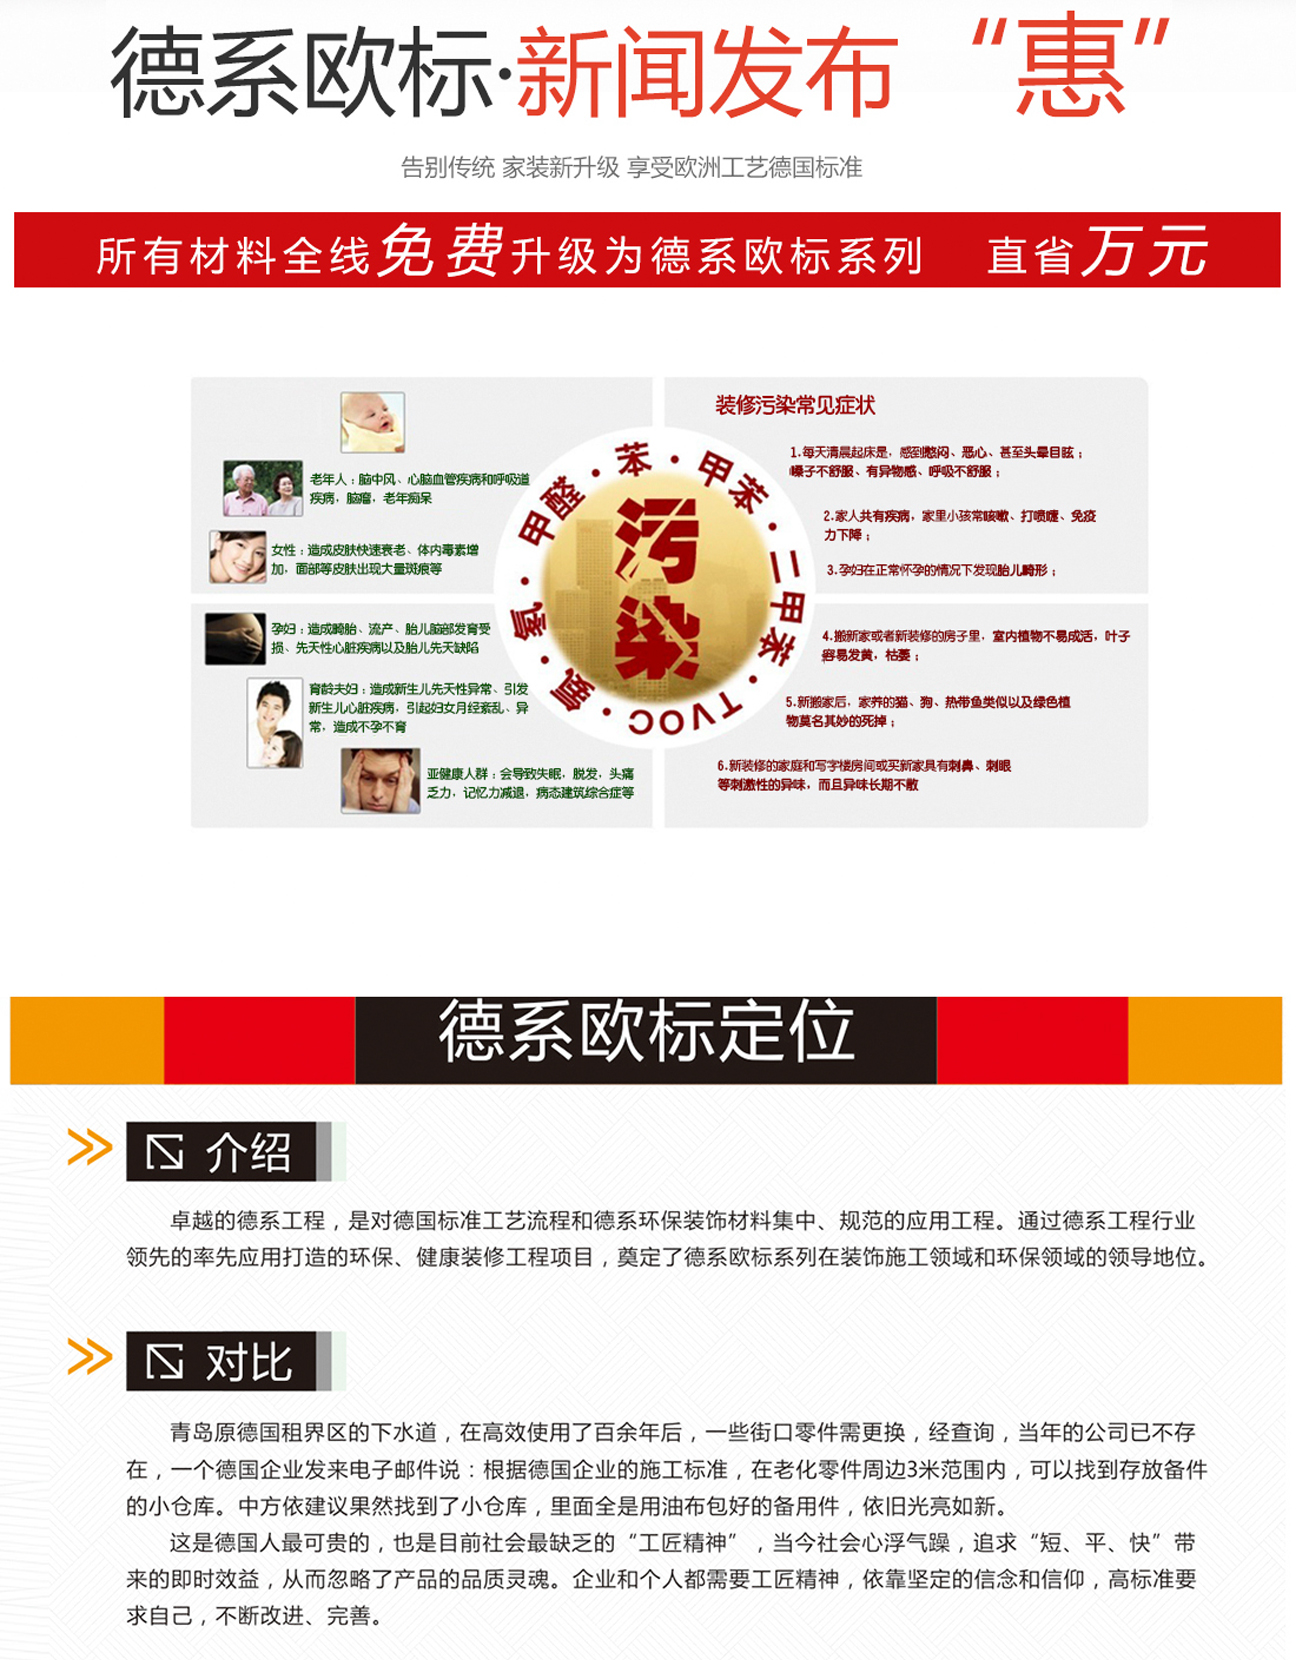 德系欧标·新闻发布 “惠”
告别传统 家装新升级 享受欧洲工艺德国标准
所有材料全线免费升级为德系欧标系列 直省万元
老年人：脑中风、心脑血管疾病和呼吸道
疾病，脑瘤，老年痴呆
女性：造成皮肤快速衰老、体内毒素增
加，面部等皮肤出现大量斑痕等
孕妇：造成畸胎、流产、胎儿脑部发育受
损、先天性心脏疾病以及胎儿先天缺陷
育龄夫妇：造成新生儿先天性异常、引发
新生儿心脏疾病，引起妇女月经紊乱、异
常，造成不孕不育
亚健康人群：会导致失眠，脱发，头痛
乏力，记忆力减退，病态建筑综合症等
氨·氡·甲醛·苯·甲苯·二甲苯·TVOC·
污
染
装修污染常见症状
1.每天清晨起床是，感到憋闷、恶心、甚至头晕目眩；
嗓子不舒服、有异物感、呼吸不舒服；
2.家人共有疾病，家里小孩常咳嗽、打喷嚏、免疫
力下降；
3.孕妇在正常怀孕的情况下发现胎儿畸形；
4.搬新家或者新装修的房子里，室内植物不易成活，叶子
容易发黄，枯萎；
5.新搬家后，家养的猫、狗、热带鱼类似以及绿色植
物莫名其妙的死掉；
6.新装修的家庭和写字楼房间或买新家具有刺鼻、刺眼
等刺激性的异味，而且异味长期不散
德系欧标定位
介绍
卓越的德系工程，是对德国标准工艺流程和德系环保装饰材料集中、规范的应用工程。通过德系工程行业
领先的率先应用打造的环保、健康装修工程项目，奠定了德系欧标系列在装饰施工领域和环保领域的领导地位。
对比
青岛原德国租界区的下水道，在高效使用了百余年后，一些街口零件需更换，经查询，当年的公司已不存
在，一个德国企业发来电子邮件说：根据德国企业的施工标准，在老化零件周边3米范围内，可以找到存放备件
的小仓库。中方依建议果然找到了小仓库，里面全是用油布包好的备用件，依旧光亮如新。
这是德国人最可贵的，也是目前社会最缺乏的“工匠精神”，当今社会心浮气躁，追求“短、平、快”带
来的即时效益，从而忽略了产品的品质灵魂。企业和个人都需要工匠精神，依靠坚定的信念和信仰，高标准要
求自己，不断改进、完善。